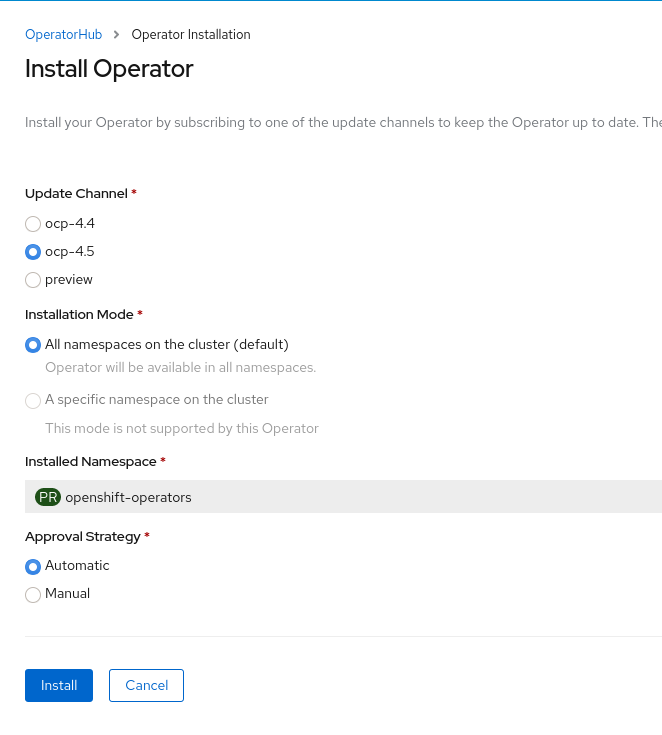 OperatorHub > Operator Installation
Install Operator
Install your Operator by subscribing to one of the update channels to keep the Operator up to date. The
Update Channel *
ocp-4.4
ocp-4.5
preview
Installation Mode *
All namespaces on the cluster (default)
Operator will be available in all namespaces.
A specific namespace on the cluster
This mode is not supported by this Operator
Installed Namespace *
PR openshift-operators
Approval Strategy *
Automatic
Manual
Install Cancel